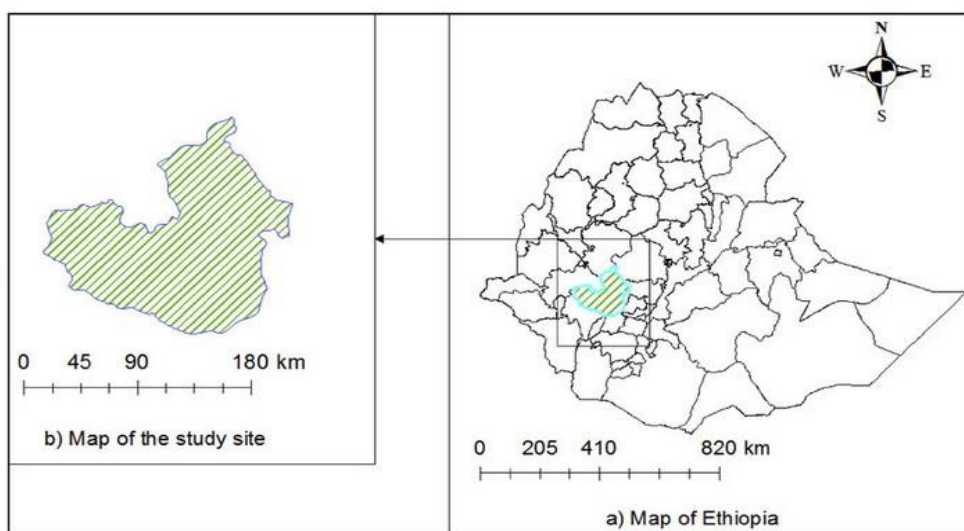 N
W E
S
0 45 90 180 km
b) Map of the study site
0 205 410 820 km
a) Map of Ethiopia